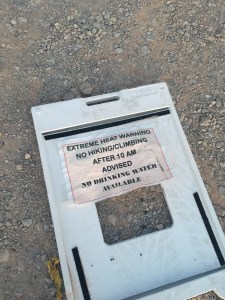 EXTREME HEAT WARNING
NO HIKING/CLIMBING
AFTER 10 AM
ADVISED
NO DRINKING WATER
AVAILABLE